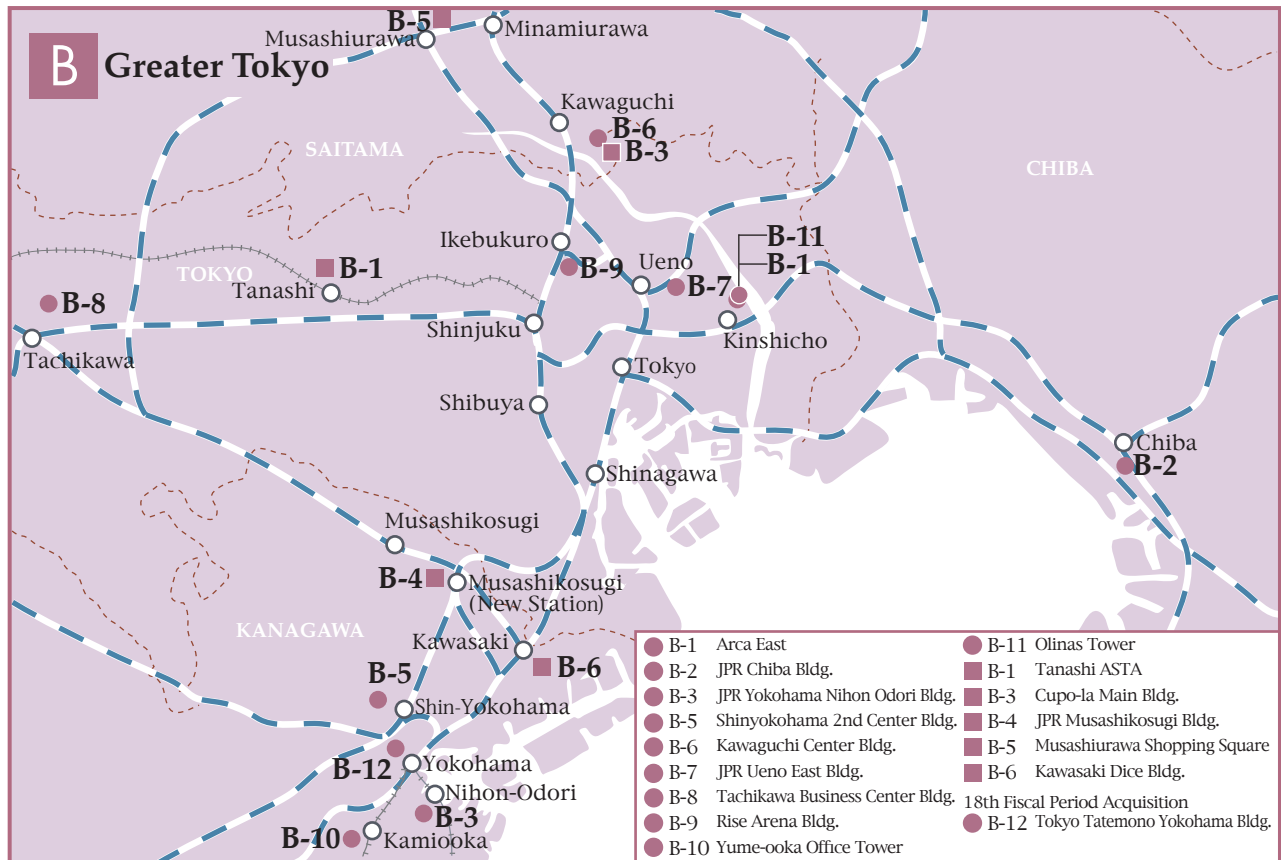 B Greater Tokyo
B-5
Minamiurawa
Musashiurawa
Kawaguchi
B-6
B-3
SAITAMA
CHIBA
Ikebukuro
B-11
B-1
Ueno
B-9
B-7
TOKYO
B-1
Tanashi
B-8
Shinjuku
Kinshicho
Tachikawa
Tokyo
Shibuya
Chiba
B-2
Shinagawa
Musashikosugi
B-4
Musashikosugi
(New Station)
KANAGAWA
Kawasaki
B-6
B-5
Shin-Yokohama
B-12
Yokohama
Nihon-Odori
B-3
B-10
Kamiooka
B-1 Arca East
B-2 JPR Chiba Bldg.
B-3 JPR Yokohama Nihon Odori Bldg.
B-5 Shinyokohama 2nd Center Bldg.
B-6 Kawaguchi Center Bldg.
B-7 JPR Ueno East Bldg.
B-8 Tachikawa Business Center Bldg.
B-9 Rise Arena Bldg.
B-10 Yume-ooka Office Tower
B-11 Olinas Tower
B-1 Tanashi ASTA
B-3 Cupo-la Main Bldg.
B-4 JPR Musashikosugi Bldg.
B-5 Musashiurawa Shopping Square
B-6 Kawasaki Dice Bldg.
18th Fiscal Period Acquisition
B-12 Tokyo Tatemono Yokohama Bldg.